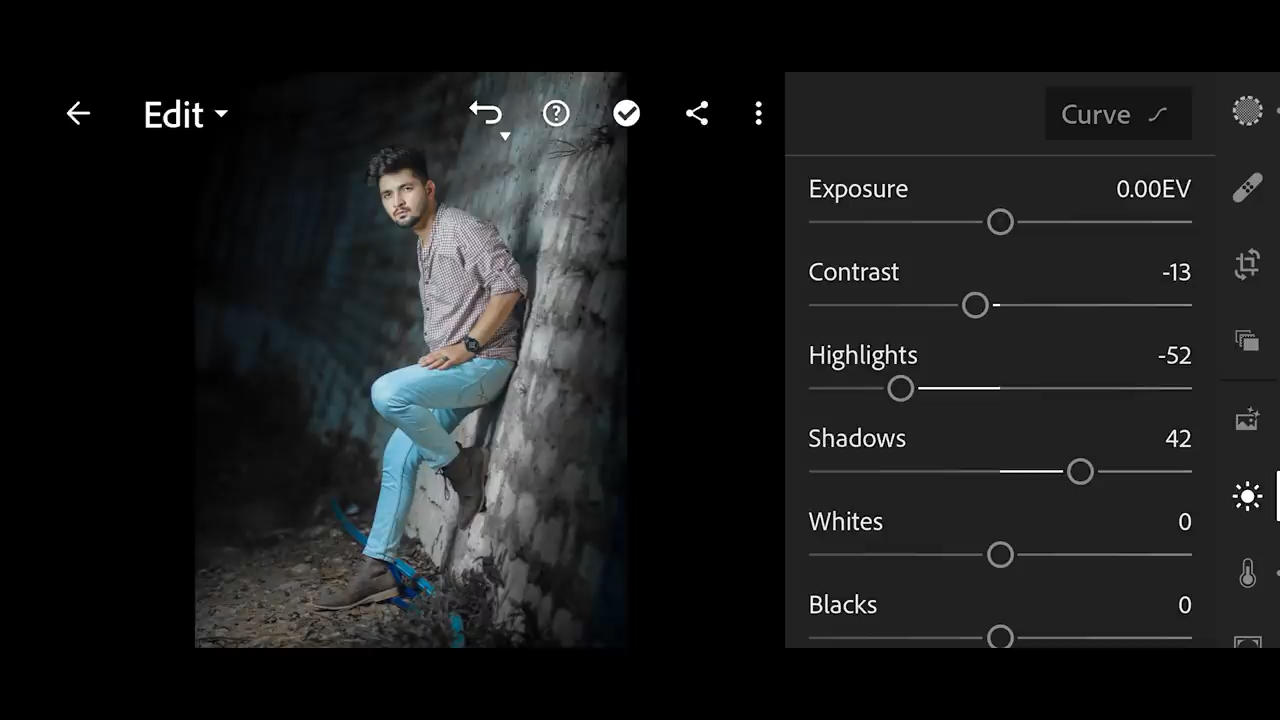 Edit
Curve
Exposure 0.00EV
Contrast -13
Highlights -52
Shadows 42
Whites 0
Blacks 0